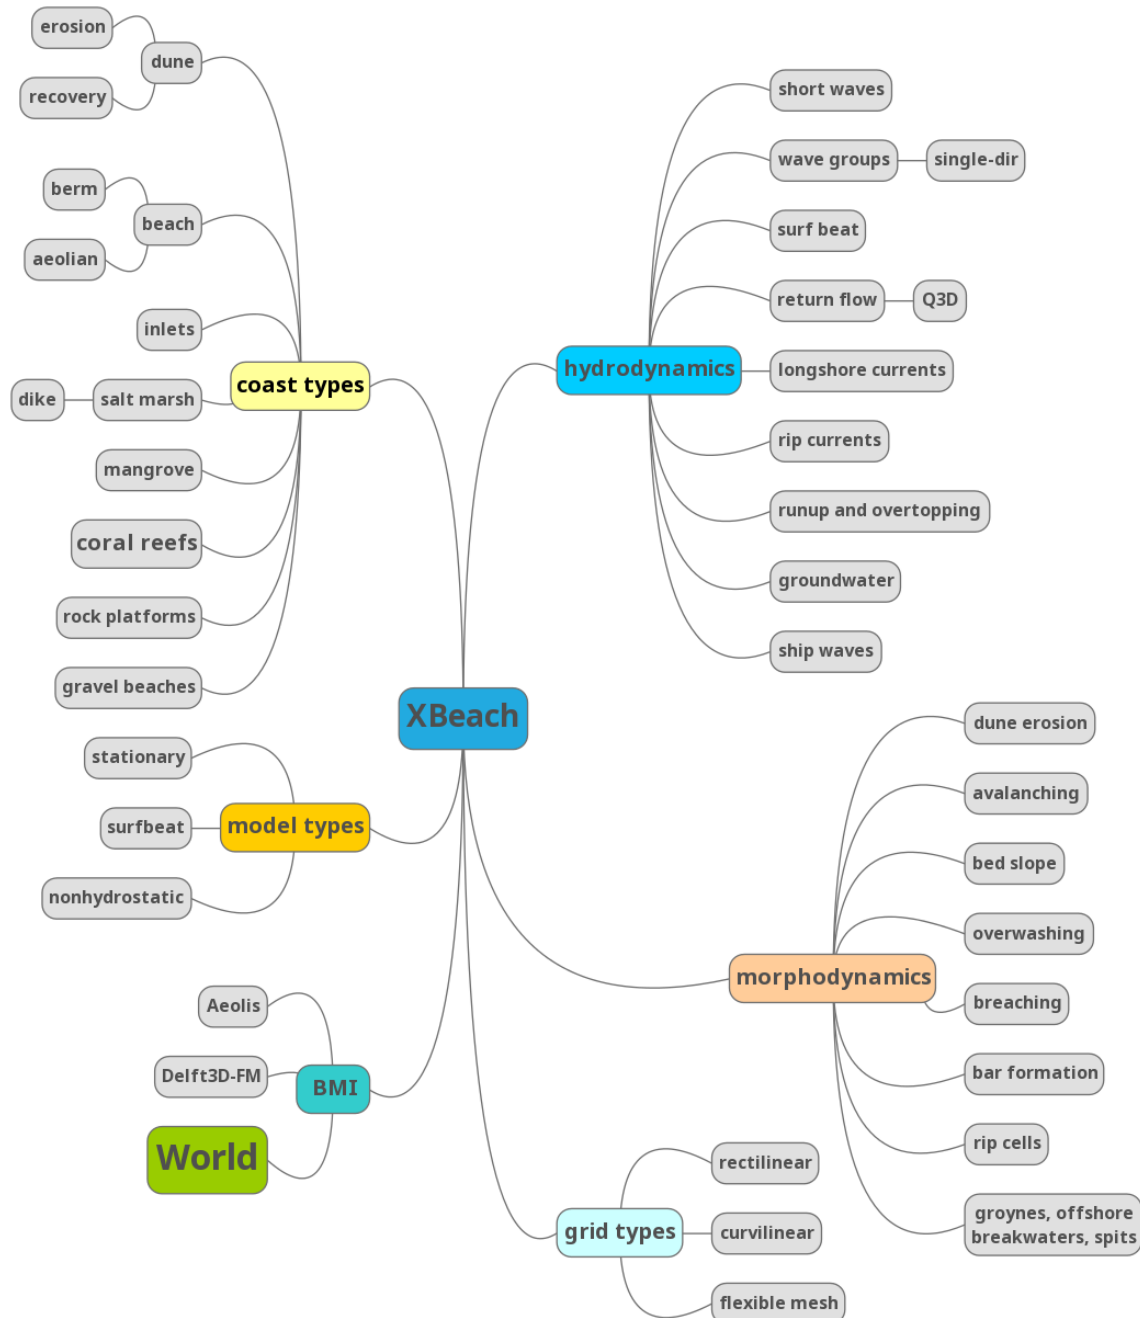 erosion
dune
recovery
berm
beach
aeolian
inlets
coast types
dike
salt marsh
mangrove
coral reefs
rock platforms
gravel beaches
short waves
wave groups
single-dir
surf beat
return flow
Q3D
hydrodynamics
longshore currents
rip currents
runup and overtopping
groundwater
ship waves
XBeach
stationary
surfbeat
model types
nonhydrostatic
dune erosion
avalanching
bed slope
overwashing
morphodynamics
breaching
bar formation
rip cells
groynes, offshore
breakwaters, spits
Aeolis
Delft3D-FM
BMI
World
rectilinear
grid types
curvilinear
flexible mesh